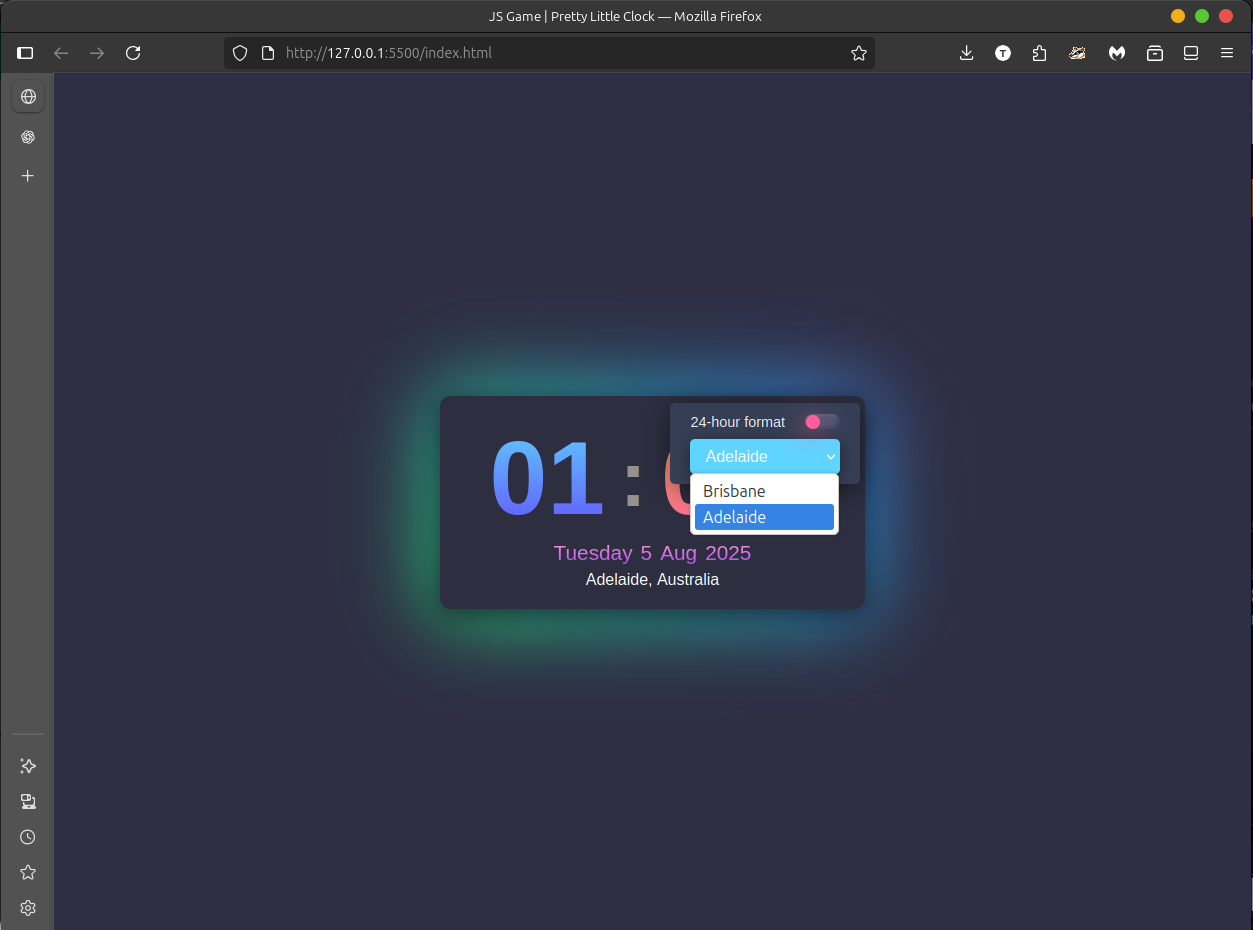 JS Game | Pretty Little Clock — Mozilla Firefox
http://127.0.0.1:5500/index.html
T
24-hour format
Adelaide
Brisbane
Adelaide
01:
Tuesday 5 Aug 2025
Adelaide, Australia